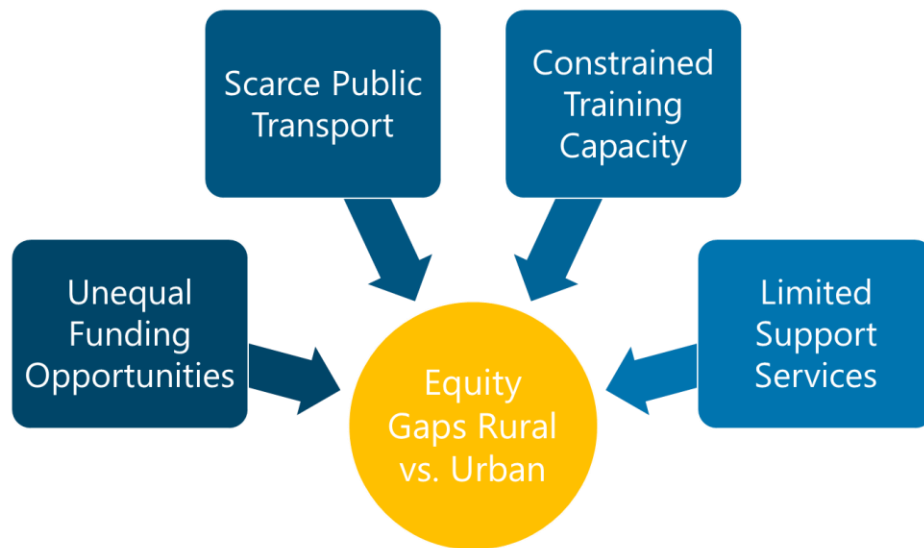 Scarce Public
Transport
Constrained
Training
Capacity
Unequal
Funding
Opportunities
Limited
Support
Services
Equity
Gaps Rural
vs. Urban